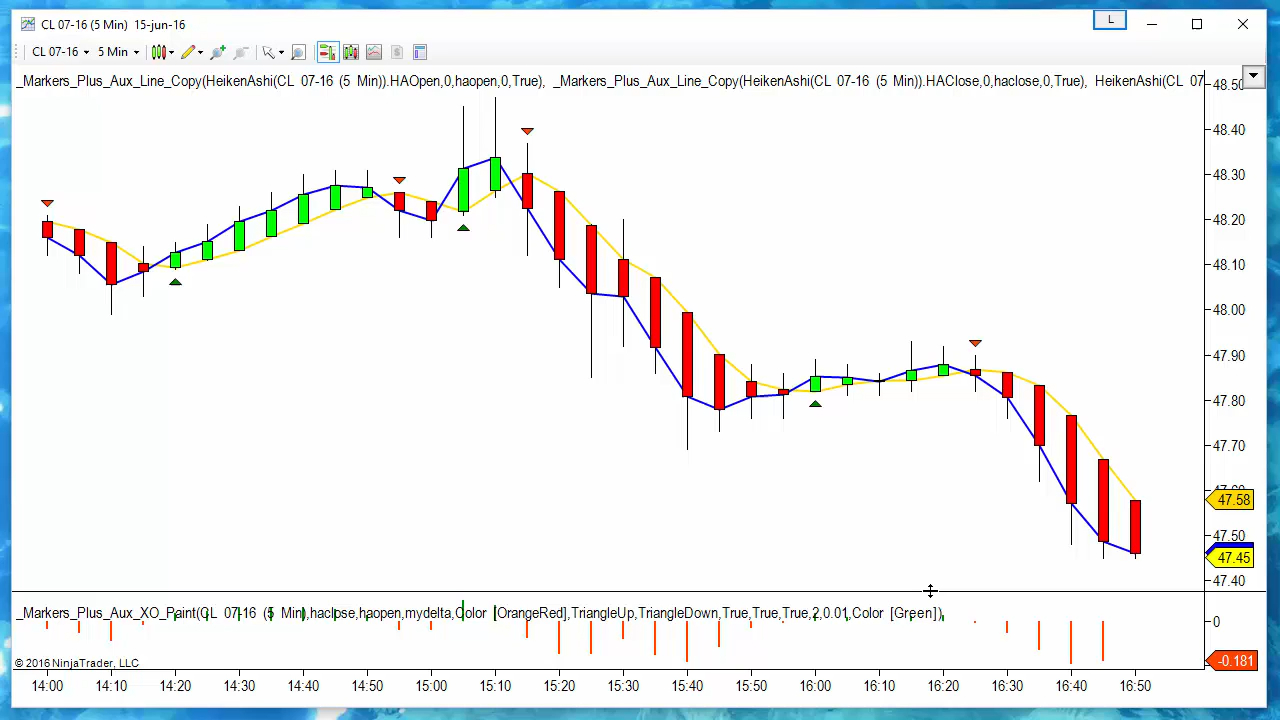 CL 07-16 (5 Min)  15-jun-16
L
CL 07-16 5 Min
_Markers_Plus_Aux_Line_Copy(HeikenAshi(CL 07-16 (5 Min)).HAOpen,0,haopen,0,True), _Markers_Plus_Aux_Line_Copy(HeikenAshi(CL 07-16 (5 Min)).HAClose,0,haclose,0,True), HeikenAshi(CL 07
48.50
48.40
48.30
48.20
48.10
48.00
47.90
47.80
47.70
47.58
47.50
47.45
47.40
_Markers_Plus_Aux_XO_Paint(CL 07-16 (5 Min),haclose,haopen,mydelta,Color [OrangeRed],TriangleUp,TriangleDown,True,True,True,2,0.01,Color [Green])
0
-0.181
© 2016 NinjaTrader, LLC
14:00 14:10 14:20 14:30 14:40 14:50 15:00 15:10 15:20 15:30 15:40 15:50 16:00 16:10 16:20 16:30 16:40 16:50